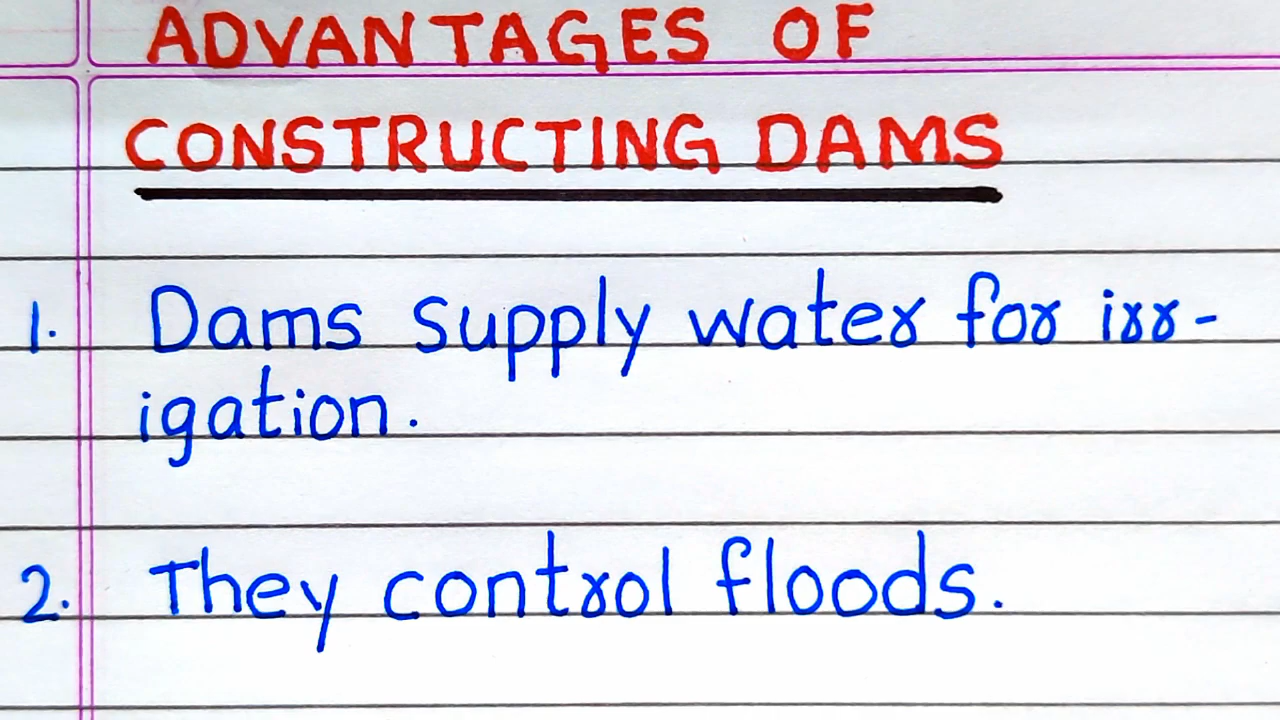 ADVANTAGES OF
CONSTRUCTING DAMS
1. Dams supply water for irr-
igation.
2. They control floods.